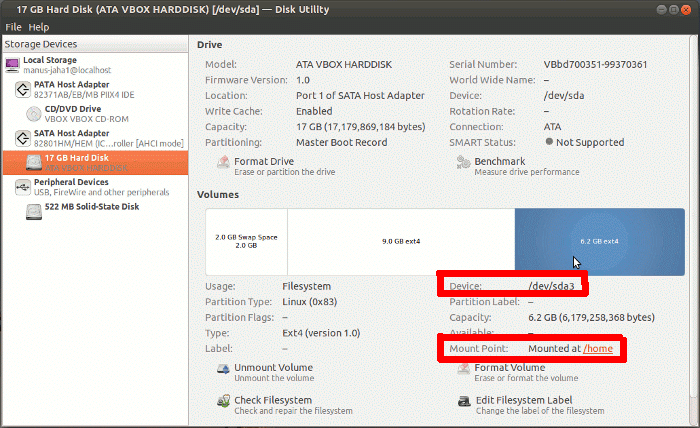 17 GB Hard Disk (ATA VBOX HARDDISK) [/dev/sda] — Disk Utility
File Help
Storage Devices
Local Storage
manus-jaha1@localhost
PATA Host Adapter
82371AB/EB/MB PIIX4 IDE
CD/DVD Drive
VBOX VBOX CD-ROM
SATA Host Adapter
82801HM/HEM (IC...roller [AHCI mode]
17 GB Hard Disk
ATA VBOX HARDDISK
Peripheral Devices
USB, FireWire and other peripherals
522 MB Solid-State Disk
Drive
Model: ATA VBOX HARDDISK Serial Number: VBbd700351-99370361
Firmware Version: 1.0 World Wide Name: –
Location: Port 1 of SATA Host Adapter Device: /dev/sda
Write Cache: Enabled Rotation Rate: –
Capacity: 17 GB (17,179,869,184 bytes) Connection: ATA
Partitioning: Master Boot Record SMART Status: Not Supported
Format Drive Benchmark
Erase or partition the drive Measure drive performance
Volumes
2.0 GB Swap Space 9.0 GB ext4 6.2 GB ext4
2.0 GB
Usage: Filesystem Device: /dev/sda3
Partition Type: Linux (0x83) Partition Label: –
Partition Flags: – Capacity: 6.2 GB (6,179,258,368 bytes)
Type: Ext4 (version 1.0) Available: –
Label: – Mount Point: Mounted at /home
Unmount Volume Format Volume
Unmount the volume Erase or format the volume
Check Filesystem Edit Filesystem Label
Check and repair the filesystem Change the label of the filesystem